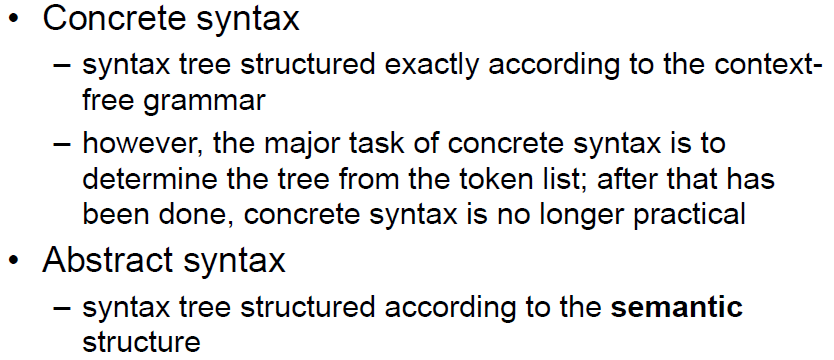 • Concrete syntax
– syntax tree structured exactly according to the context-
free grammar
– however, the major task of concrete syntax is to
determine the tree from the token list; after that has
been done, concrete syntax is no longer practical
• Abstract syntax
– syntax tree structured according to the semantic
structure